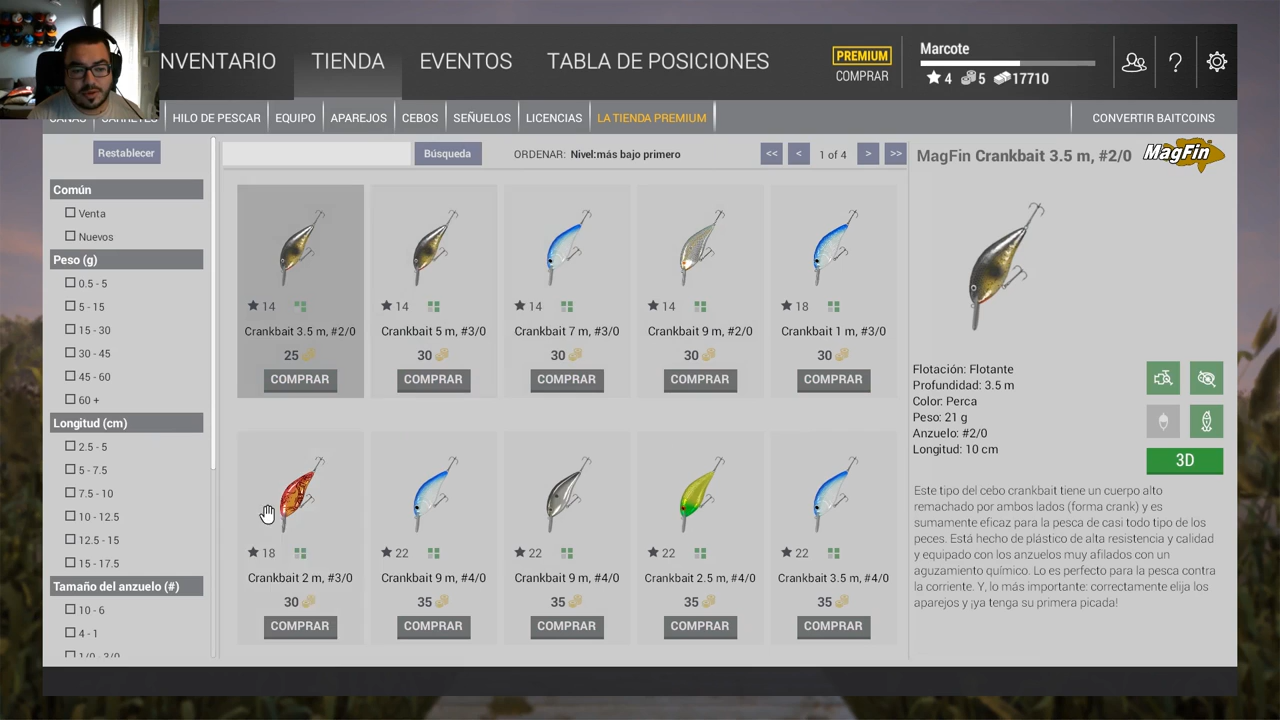 NVENTARIO
TIENDA
EVENTOS
TABLA DE POSICIONES
PREMIUM
COMPRAR
Marcote
4
5
17710
CAÑAS
CARRETES
HILO DE PESCAR
EQUIPO
APAREJOS
CEBOS
SEÑUELOS
LICENCIAS
LA TIENDA PREMIUM
CONVERTIR BAITCOINS
Restablecer
Búsqueda
ORDENAR: Nivel:más bajo primero
<<
<
1 of 4
>
>>
MagFin Crankbait 3.5 m, #2/0
MagFin
Común
Venta
Nuevos
Peso (g)
0.5 - 5
5 - 15
15 - 30
30 - 45
45 - 60
60 +
Longitud (cm)
2.5 - 5
5 - 7.5
7.5 - 10
10 - 12.5
12.5 - 15
15 - 17.5
Tamaño del anzuelo (#)
10 - 6
4 - 1
1/0 - 3/0
14
Crankbait 3.5 m, #2/0
25
COMPRAR
14
Crankbait 5 m, #3/0
30
COMPRAR
14
Crankbait 7 m, #3/0
30
COMPRAR
14
Crankbait 9 m, #2/0
30
COMPRAR
18
Crankbait 1 m, #3/0
30
COMPRAR
18
Crankbait 2 m, #3/0
30
COMPRAR
22
Crankbait 9 m, #4/0
35
COMPRAR
22
Crankbait 9 m, #4/0
35
COMPRAR
22
Crankbait 2.5 m, #4/0
35
COMPRAR
22
Crankbait 3.5 m, #4/0
35
COMPRAR
Flotación: Flotante
Profundidad: 3.5 m
Color: Perca
Peso: 21 g
Anzuelo: #2/0
Longitud: 10 cm
3D
Este tipo del cebo crankbait tiene un cuerpo alto
remachado por ambos lados (forma crank) y es
sumamente eficaz para la pesca de casi todo tipo de los
peces. Está hecho de plástico de alta resistencia y calidad
y equipado con los anzuelos muy afilados con un
aguzamiento químico. Lo es perfecto para la pesca contra
la corriente. Y, lo más importante: correctamente elija los
aparejos y ¡ya tenga su primera picada!